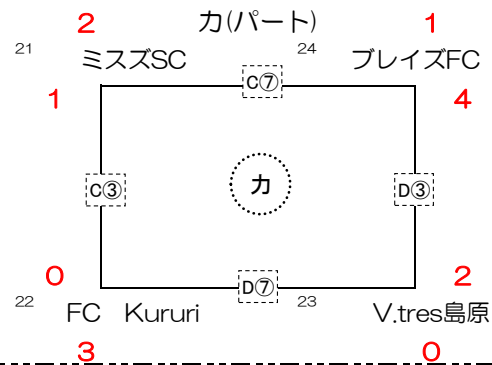 2 カ(パート) 1
21 24
ミスズSC ブレイズFC
C⑦
1 4
C③ カ D③
0 2
D⑦
22 23
FC Kururi V.tres島原
3 0